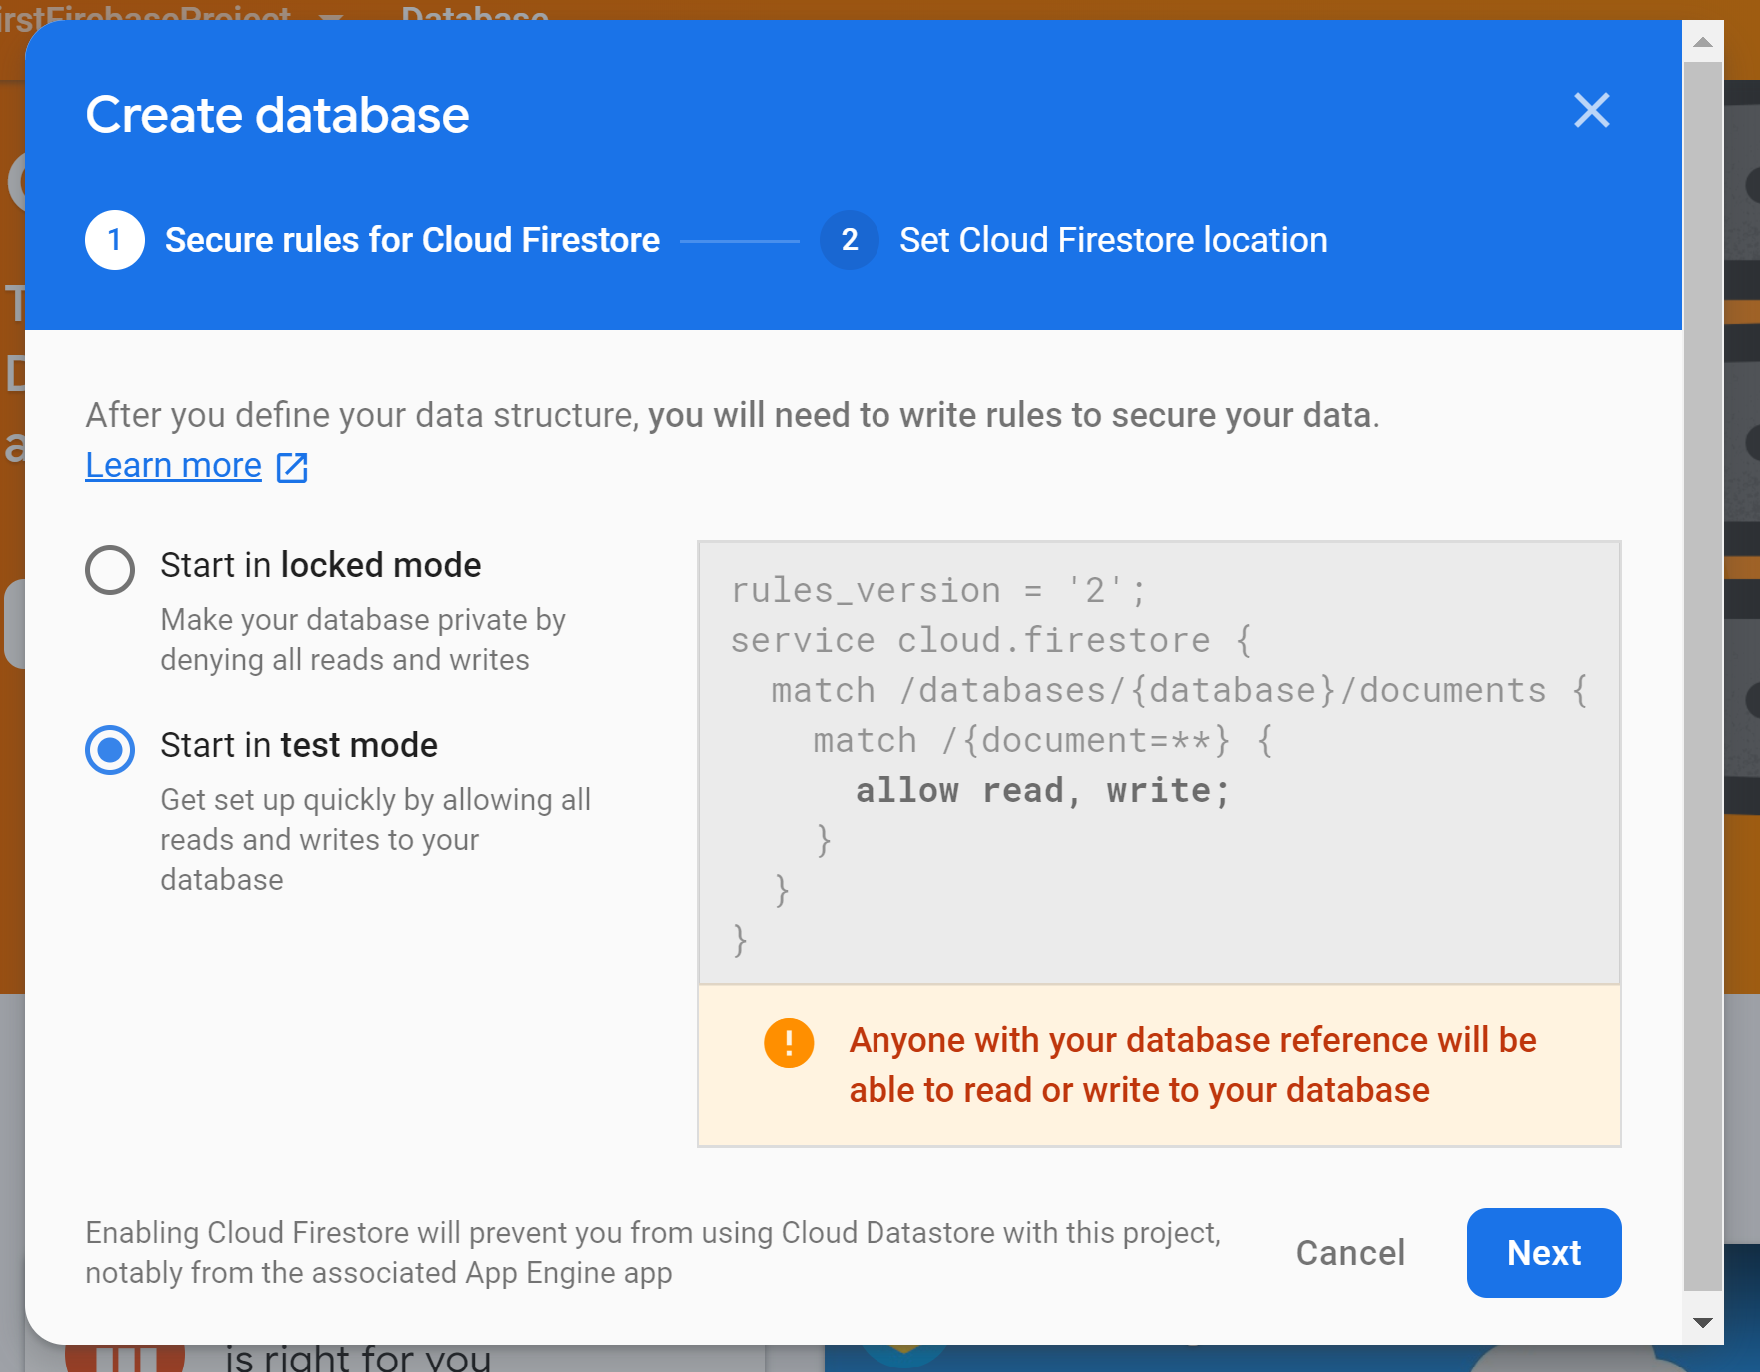 Database
Create database
1 Secure rules for Cloud Firestore
2 Set Cloud Firestore location
After you define your data structure, you will need to write rules to secure your data.
Learn more
Start in locked mode
Make your database private by
denying all reads and writes
Start in test mode
Get set up quickly by allowing all
reads and writes to your
database
rules_version = '2';
service cloud.firestore {
  match /databases/{database}/documents {
    match /{document=**} {
      allow read, write;
    }
  }
}
Anyone with your database reference will be
able to read or write to your database
Enabling Cloud Firestore will prevent you from using Cloud Datastore with this project,
notably from the associated App Engine app
Cancel
Next
is right for you